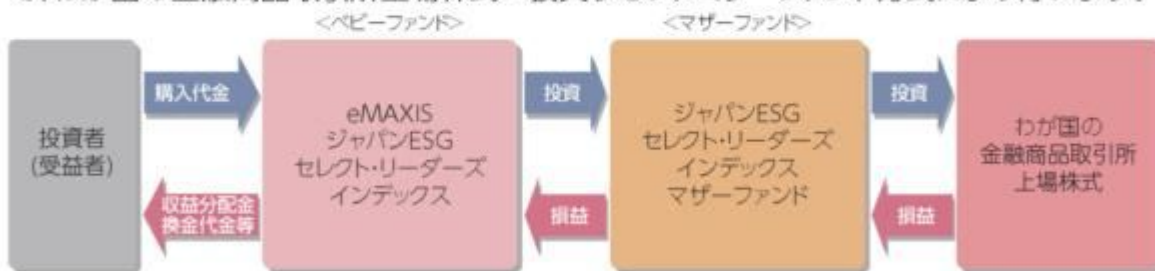 <ベビーファンド>
<マザーファンド>
投資者
(受益者)
購入代金
収益分配金
換金代金等
eMAXIS
ジャパンESG
セレクト・リーダーズ
インデックス
投資
損益
ジャパンESG
セレクト・リーダーズ
インデックス
マザーファンド
投資
損益
わが国の
金融商品取引所
上場株式